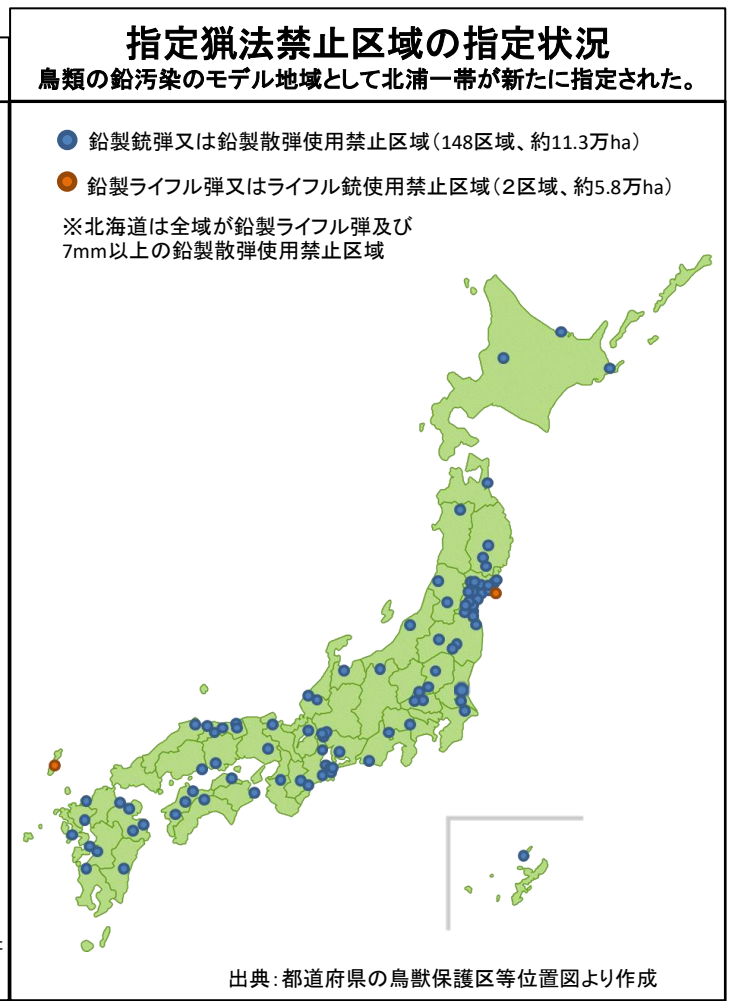 指定猟法禁止区域の指定状況
鳥類の鉛汚染のモデル地域として北浦一帯が新たに指定された。
鉛製銃弾又は鉛製散弾使用禁止区域（148区域、約11.3万ha）
鉛製ライフル弾又はライフル銃使用禁止区域（２区域、約5.8万ha）
※北海道は全域が鉛製ライフル弾及び
7mm以上の鉛製散弾使用禁止区域
出典：都道府県の鳥獣保護区等位置図より作成